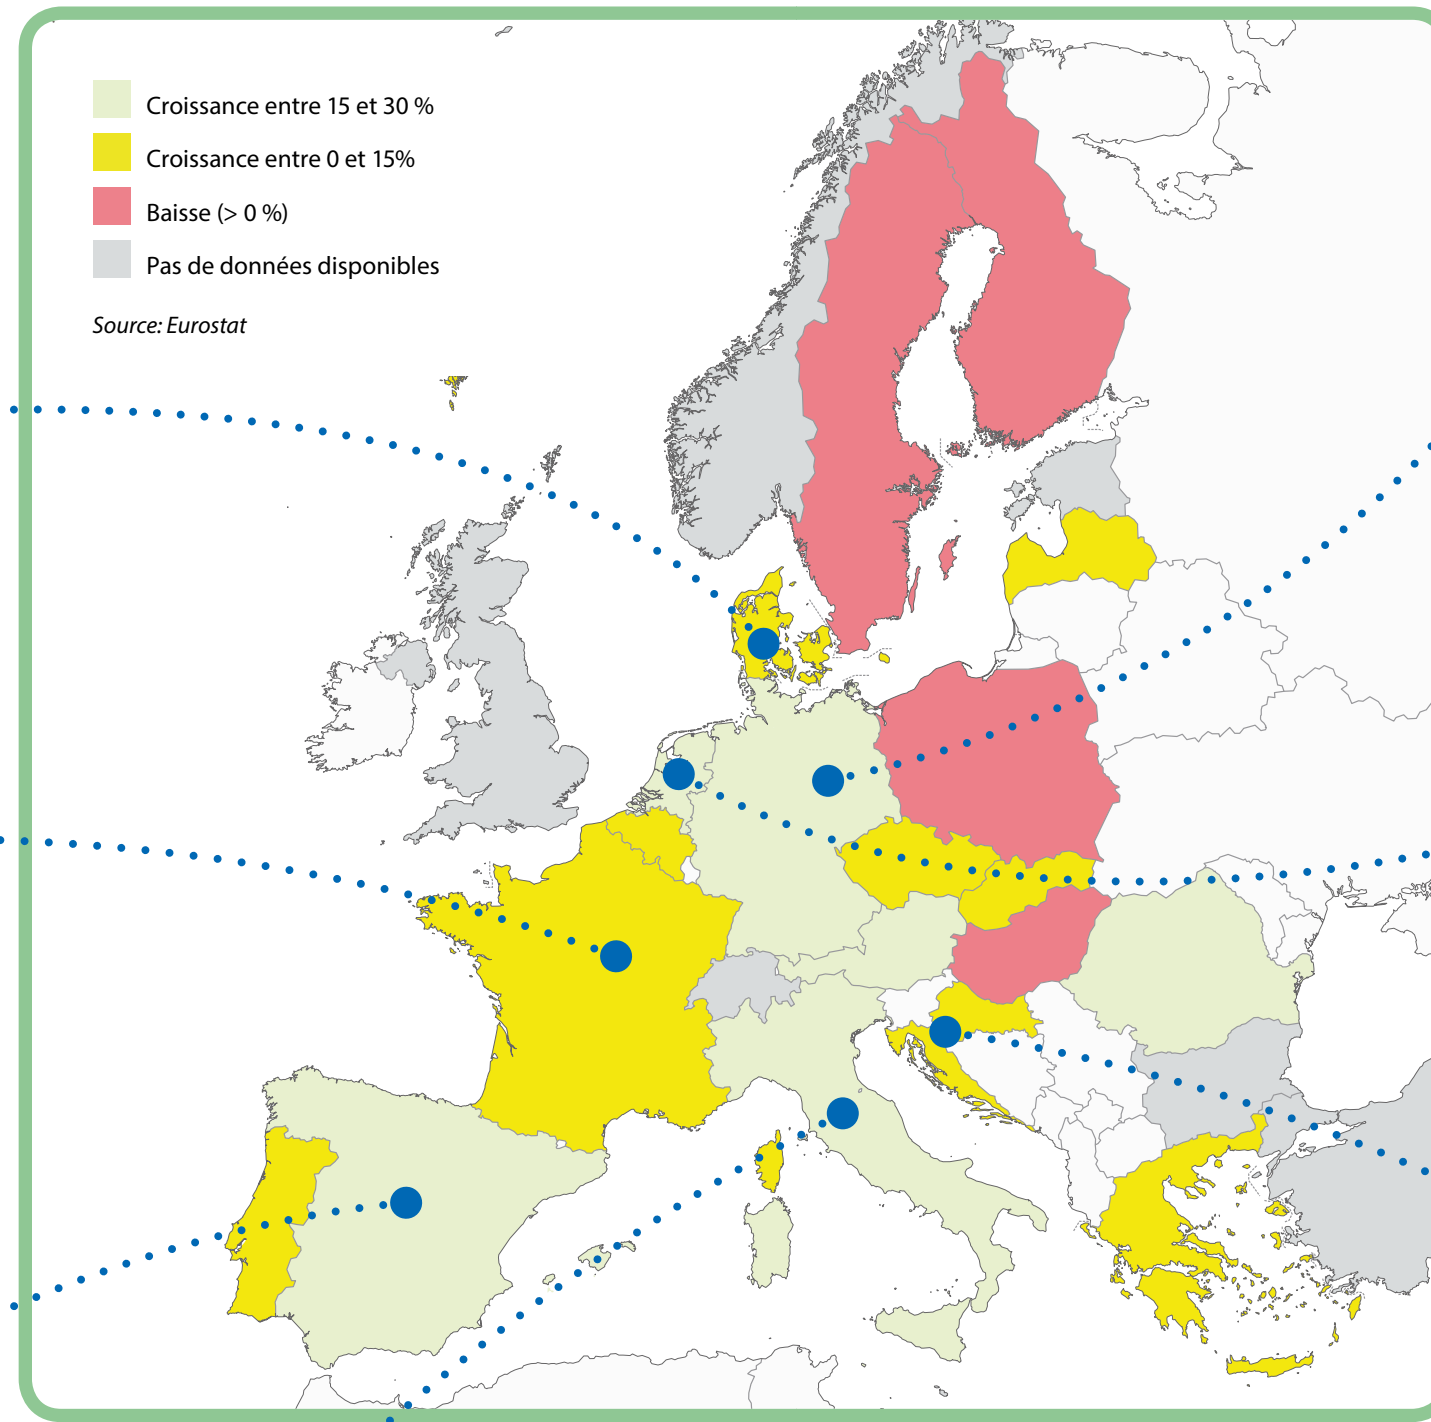 Croissance entre 15 et 30 %
Croissance entre 0 et 15%
Baisse (> 0 %)
Pas de données disponibles
Source: Eurostat